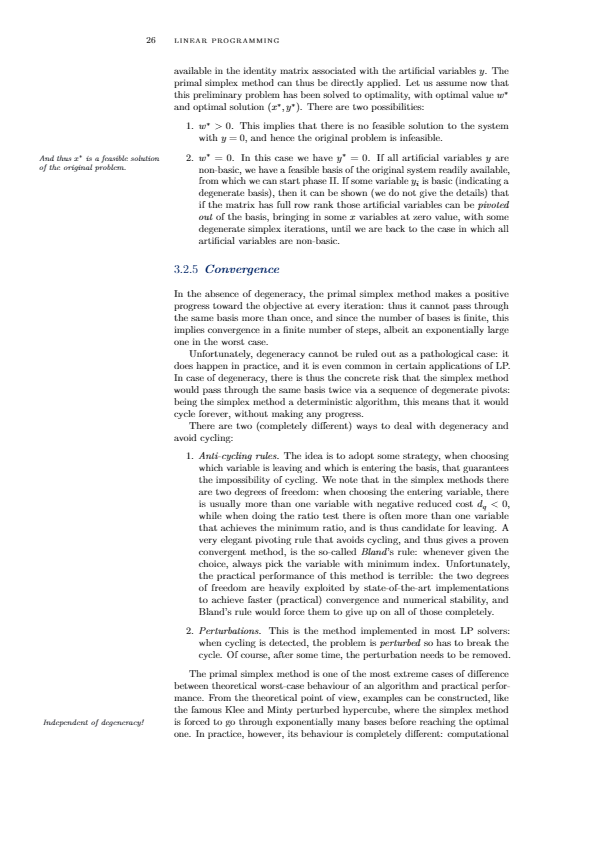 26 LINEAR PROGRAMMING
available in the identity matrix associated with the artificial variables y. The
primal simplex method can thus be directly applied. Let us assume now that
this preliminary problem has been solved to optimality, with optimal value w*
and optimal solution (x*, y*). There are two possibilities:
1. w* > 0. This implies that there is no feasible solution to the system
with y = 0, and hence the original problem is infeasible.
And thus x* is a feasible solution
of the original problem.
2. w* = 0. In this case we have y* = 0. If all artificial variables y are
non-basic, we have a feasible basis of the original system readily available,
from which we can start phase II. If some variable yᵢ is basic (indicating a
degenerate basis), then it can be shown (we do not give the details) that
if the matrix has full row rank those artificial variables can be pivoted
out of the basis, bringing in some x variables at zero value, with some
degenerate simplex iterations, until we are back to the case in which all
artificial variables are non-basic.
3.2.5 Convergence
In the absence of degeneracy, the primal simplex method makes a positive
progress toward the objective at every iteration: thus it cannot pass through
the same basis more than once, and since the number of bases is finite, this
implies convergence in a finite number of steps, albeit an exponentially large
one in the worst case.
Unfortunately, degeneracy cannot be ruled out as a pathological case: it
does happen in practice, and it is even common in certain applications of LP.
In case of degeneracy, there is thus the concrete risk that the simplex method
would pass through the same basis twice via a sequence of degenerate pivots:
being the simplex method a deterministic algorithm, this means that it would
cycle forever, without making any progress.
There are two (completely different) ways to deal with degeneracy and
avoid cycling:
1. Anti-cycling rules. The idea is to adopt some strategy, when choosing
which variable is leaving and which is entering the basis, that guarantees
the impossibility of cycling. We note that in the simplex methods there
are two degrees of freedom: when choosing the entering variable, there
is usually more than one variable with negative reduced cost d_q < 0,
while when doing the ratio test there is often more than one variable
that achieves the minimum ratio, and is thus candidate for leaving. A
very elegant pivoting rule that avoids cycling, and thus gives a proven
convergent method, is the so-called Bland's rule: whenever given the
choice, always pick the variable with minimum index. Unfortunately,
the practical performance of this method is terrible: the two degrees
of freedom are heavily exploited by state-of-the-art implementations
to achieve faster (practical) convergence and numerical stability, and
Bland's rule would force them to give up on all of those completely.
2. Perturbations. This is the method implemented in most LP solvers:
when cycling is detected, the problem is perturbed so has to break the
cycle. Of course, after some time, the perturbation needs to be removed.
The primal simplex method is one of the most extreme cases of difference
between theoretical worst-case behaviour of an algorithm and practical perfor-
mance. From the theoretical point of view, examples can be constructed, like
the famous Klee and Minty perturbed hypercube, where the simplex method
Independent of degeneracy!
is forced to go through exponentially many bases before reaching the optimal
one. In practice, however, its behaviour is completely different: computational